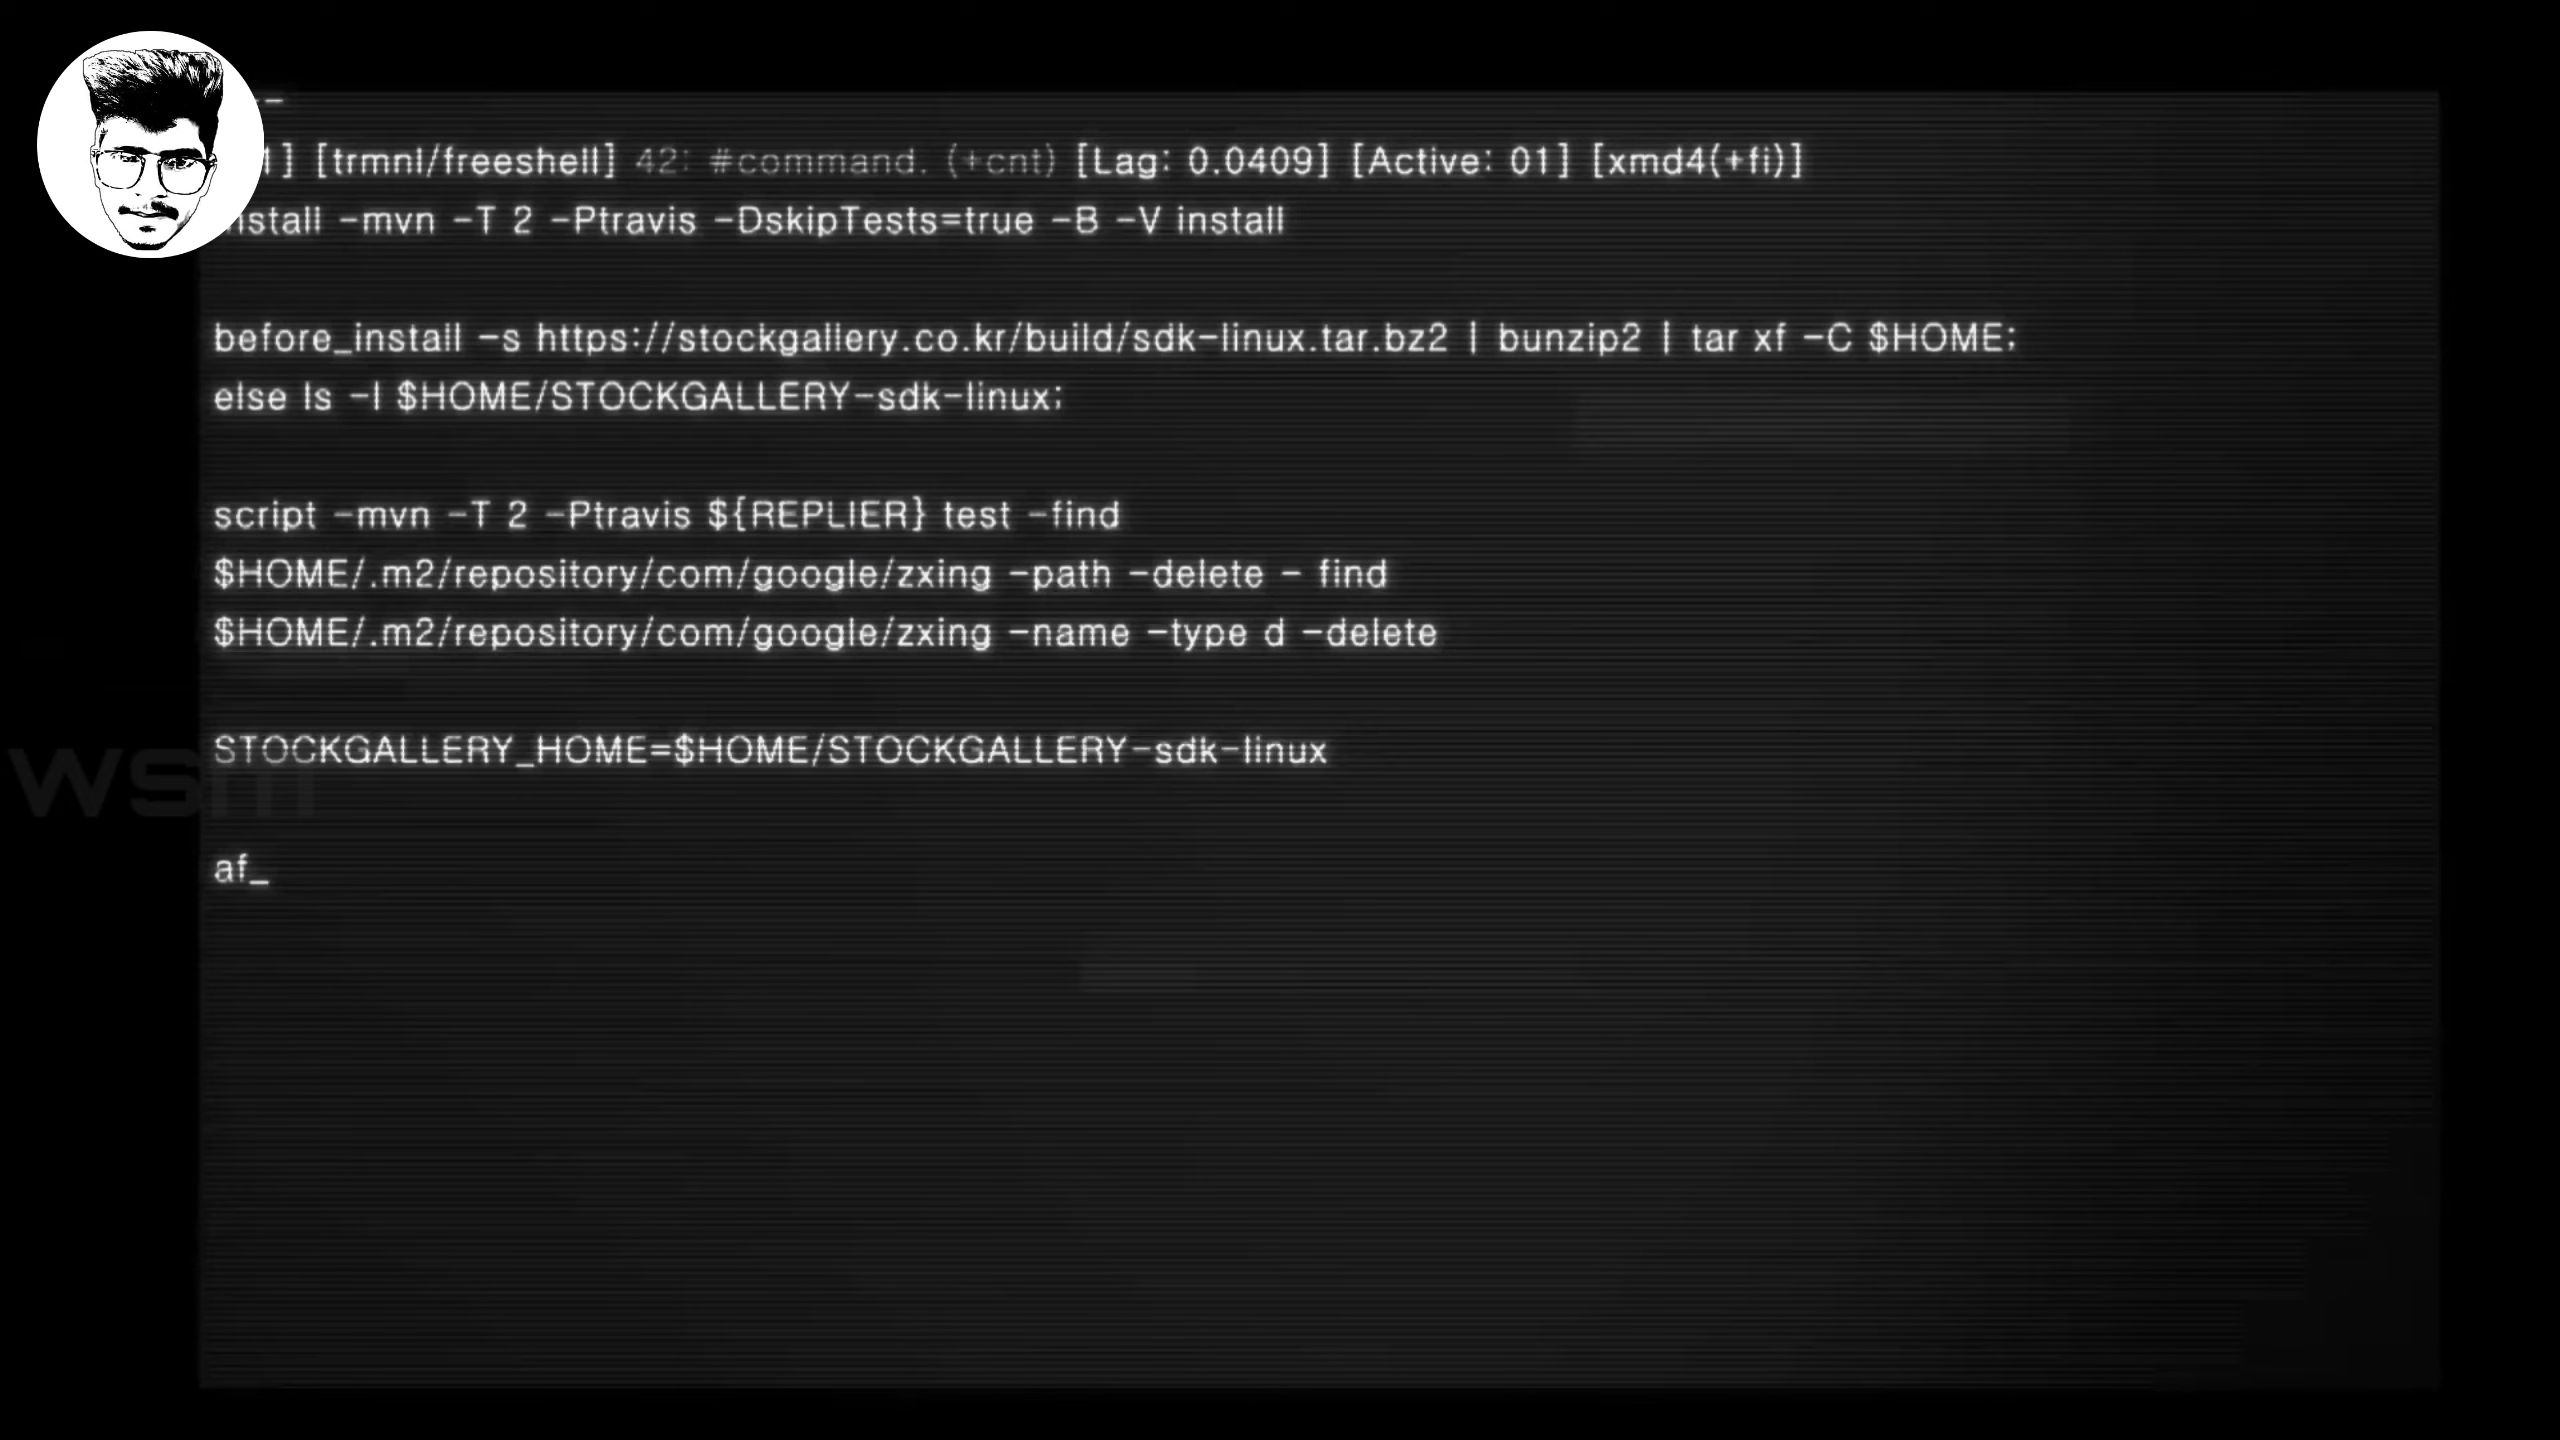 1] [trmnl/freeshell] 42: #command. (+cnt) [Lag: 0.0409] [Active: 01] [xmd4(+fi)]
install -mvn -T 2 -Ptravis -DskipTests=true -B -V install
before_install -s https://stockgallery.co.kr/build/sdk-linux.tar.bz2 | bunzip2 | tar xf -C $HOME;
else ls -l $HOME/STOCKGALLERY-sdk-linux;
script -mvn -T 2 -Ptravis ${REPLIER} test -find
$HOME/.m2/repository/com/google/zxing -path -delete - find
$HOME/.m2/repository/com/google/zxing -name -type d -delete
STOCKGALLERY_HOME=$HOME/STOCKGALLERY-sdk-linux
wsm
af_